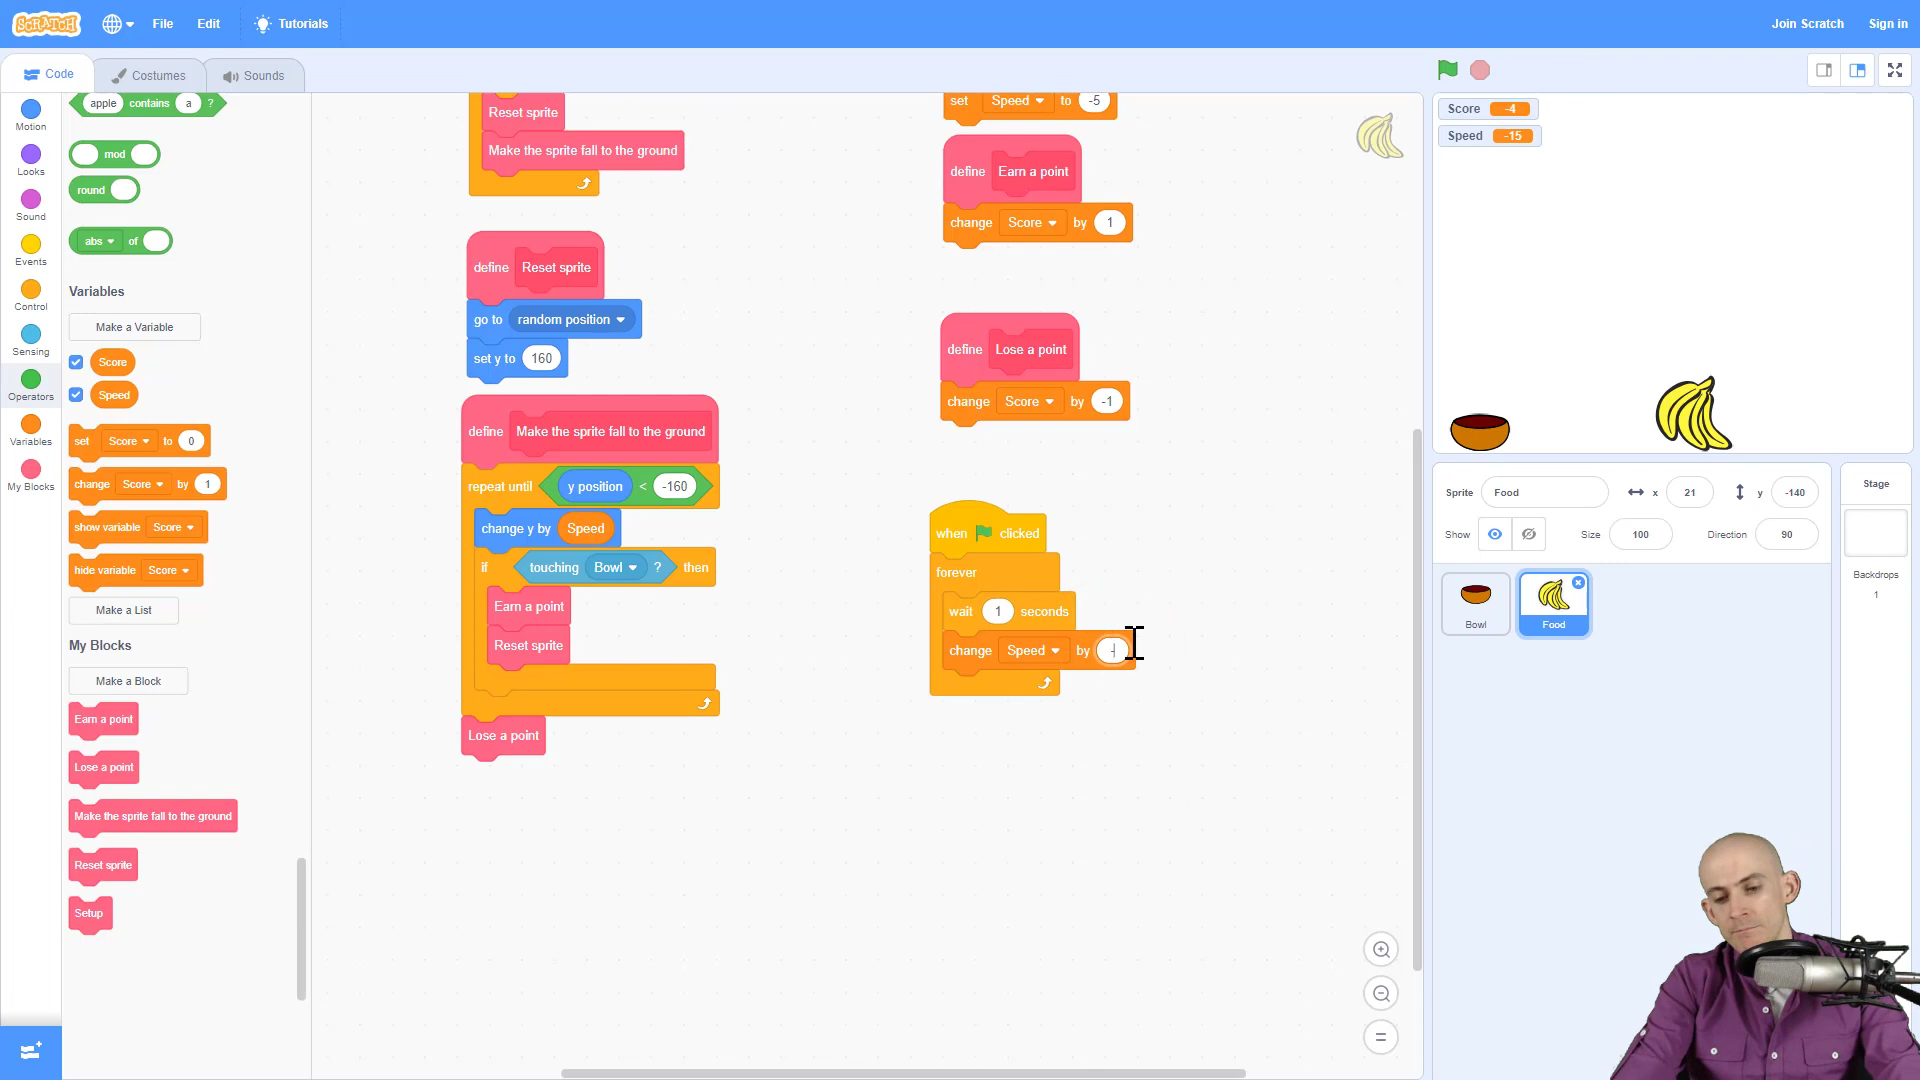 SCRATCH
File
Edit
Tutorials
Join Scratch
Sign in
Code
Costumes
Sounds
Motion
Looks
Sound
Events
Control
Sensing
Operators
Variables
My Blocks
apple contains a ?
mod
round
abs of
Variables
Make a Variable
Score
Speed
set Score to 0
change Score by 1
show variable Score
hide variable Score
Make a List
My Blocks
Make a Block
Earn a point
Lose a point
Make the sprite fall to the ground
Reset sprite
Setup
Reset sprite
Make the sprite fall to the ground
define Reset sprite
go to random position
set y to 160
define Make the sprite fall to the ground
repeat until y position < -160
change y by Speed
if touching Bowl ? then
Earn a point
Reset sprite
Lose a point
set Speed to -5
define Earn a point
change Score by 1
define Lose a point
change Score by -1
when clicked
forever
wait 1 seconds
change Speed by -
Score -4
Speed -15
Sprite Food x 21 y -140
Show Size 100 Direction 90
Bowl
Food
Stage
Backdrops
1